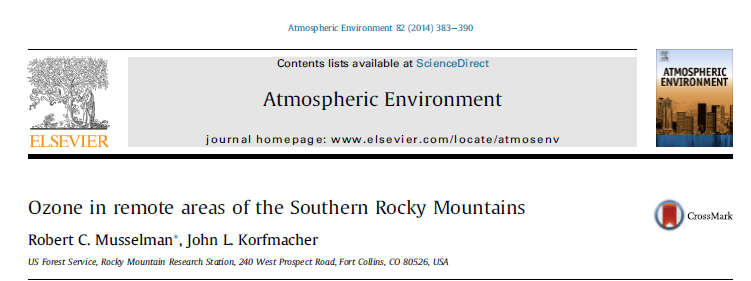 Atmospheric Environment 82 (2014) 383–390
Contents lists available at ScienceDirect
Atmospheric Environment
journal homepage: www.elsevier.com/locate/atmosenv
ELSEVIER
ATMOSPHERIC
ENVIRONMENT
Ozone in remote areas of the Southern Rocky Mountains
CrossMark
Robert C. Musselman*, John L. Korfmacher
US Forest Service, Rocky Mountain Research Station, 240 West Prospect Road, Fort Collins, CO 80526, USA